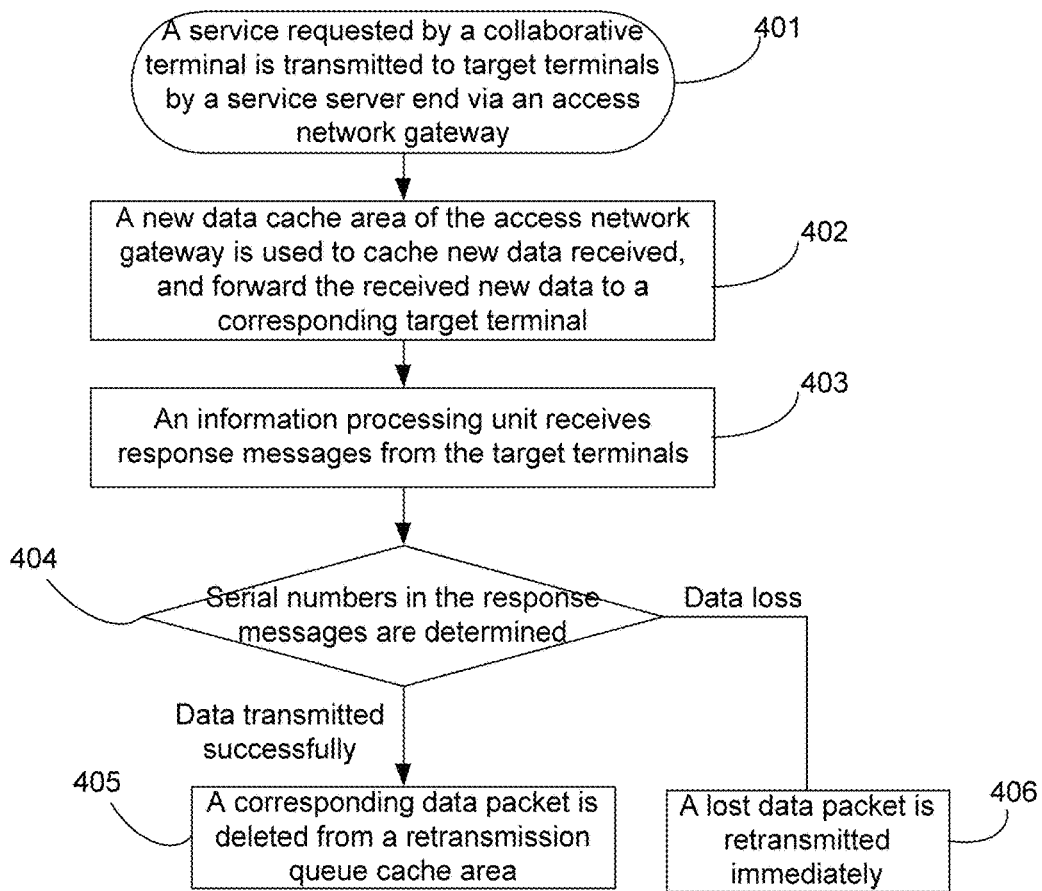 A service requested by a collaborative
terminal is transmitted to target terminals
by a service server end via an access
network gateway
401
A new data cache area of the access network
gateway is used to cache new data received,
and forward the received new data to a
corresponding target terminal
402
An information processing unit receives
response messages from the target terminals
403
404
Serial numbers in the response
messages are determined
Data loss
Data transmitted
successfully
405
A corresponding data packet is
deleted from a retransmission
queue cache area
A lost data packet is
retransmitted
immediately
406